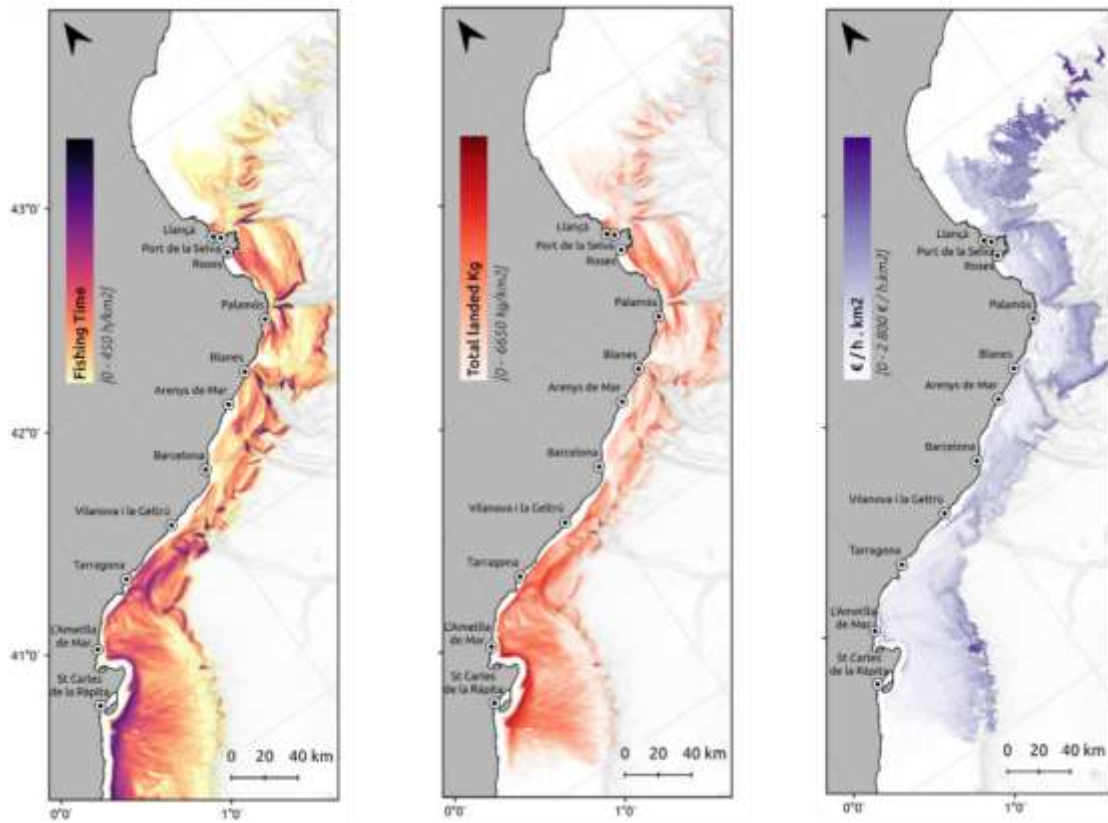 Fishing Time
[0 - 450 h/km2]
43°0'
42°0'
41°0'
Llançà
Port de la Selva
Roses
Palamós
Blanes
Arenys de Mar
Barcelona
Vilanova i la Geltrú
Tarragona
L'Ametlla
de Mar
St Carles
de la Ràpita
0 20 40 km
0°0'
1°0'
Total landed Kg
[0 - 6650 kg/km2]
Llançà
Port de la Selva
Roses
Palamós
Blanes
Arenys de Mar
Barcelona
Vilanova i la Geltrú
Tarragona
L'Ametlla
de Mar
St Carles
de la Ràpita
0 20 40 km
0°0'
1°0'
€ / h . km2
[0 - 2 800 € / h.km2]
Llançà
Port de la Selva
Roses
Palamós
Blanes
Arenys de Mar
Barcelona
Vilanova i la Geltrú
Tarragona
L'Ametlla
de Mar
St Carles
de la Ràpita
0 20 40 km
0°0'
1°0'